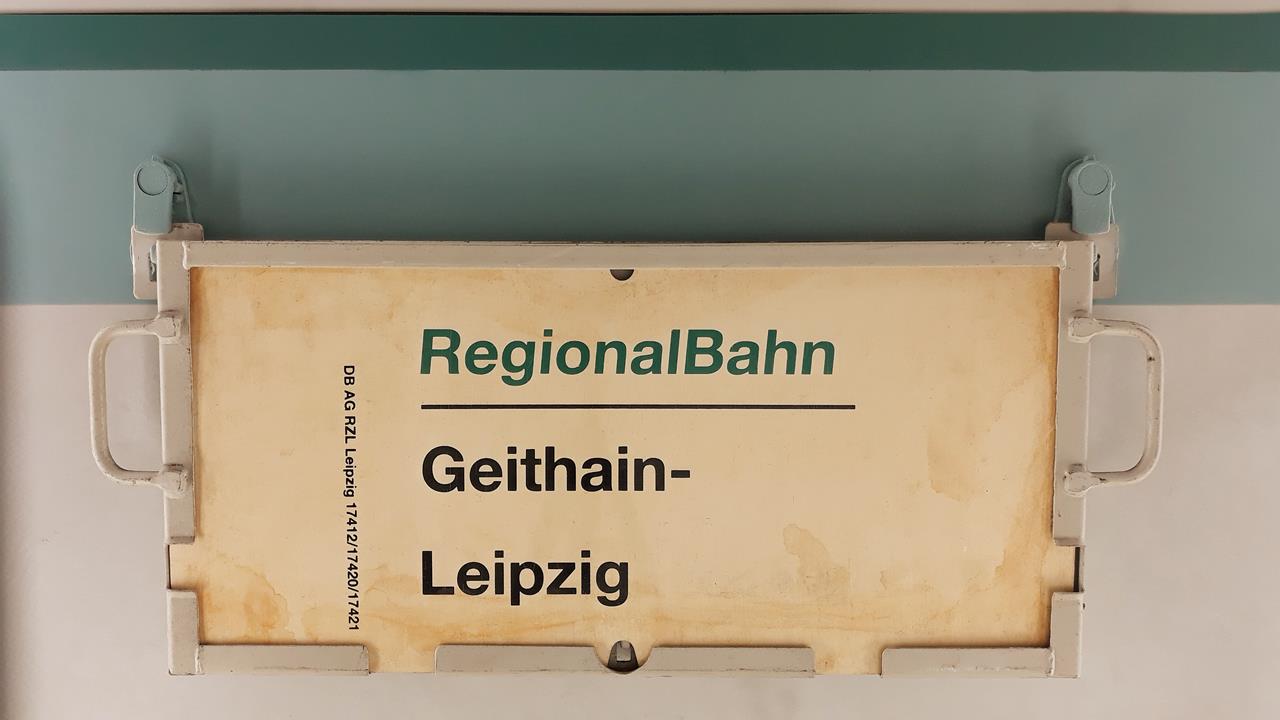 RegionalBahn
Geithain-
Leipzig
DB AG RZL Leipzig 17412/17420/17421